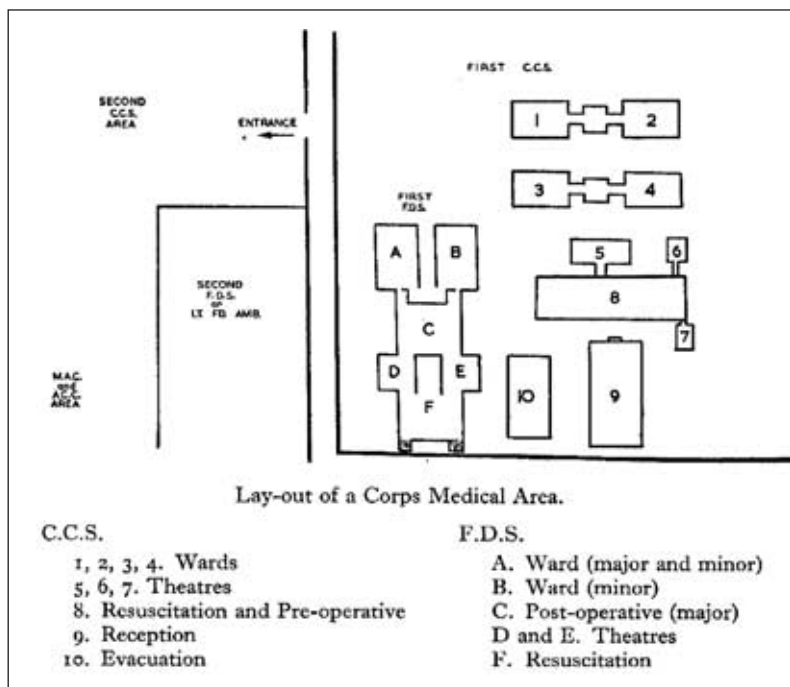 FIRST C.C.S.
SECOND
C.C.S.
AREA
ENTRANCE
1
2
3
4
FIRST
F.D.S.
A
B
5
6
SECOND
F.D.S.
or
LT. FD. AMB.
8
C
7
M.A.C.
and
A.C.C.
AREA
D
E
10
9
F
Lay-out of a Corps Medical Area.
C.C.S.
1, 2, 3, 4. Wards
5, 6, 7. Theatres
8. Resuscitation and Pre-operative
9. Reception
10. Evacuation
F.D.S.
A. Ward (major and minor)
B. Ward (minor)
C. Post-operative (major)
D and E. Theatres
F. Resuscitation